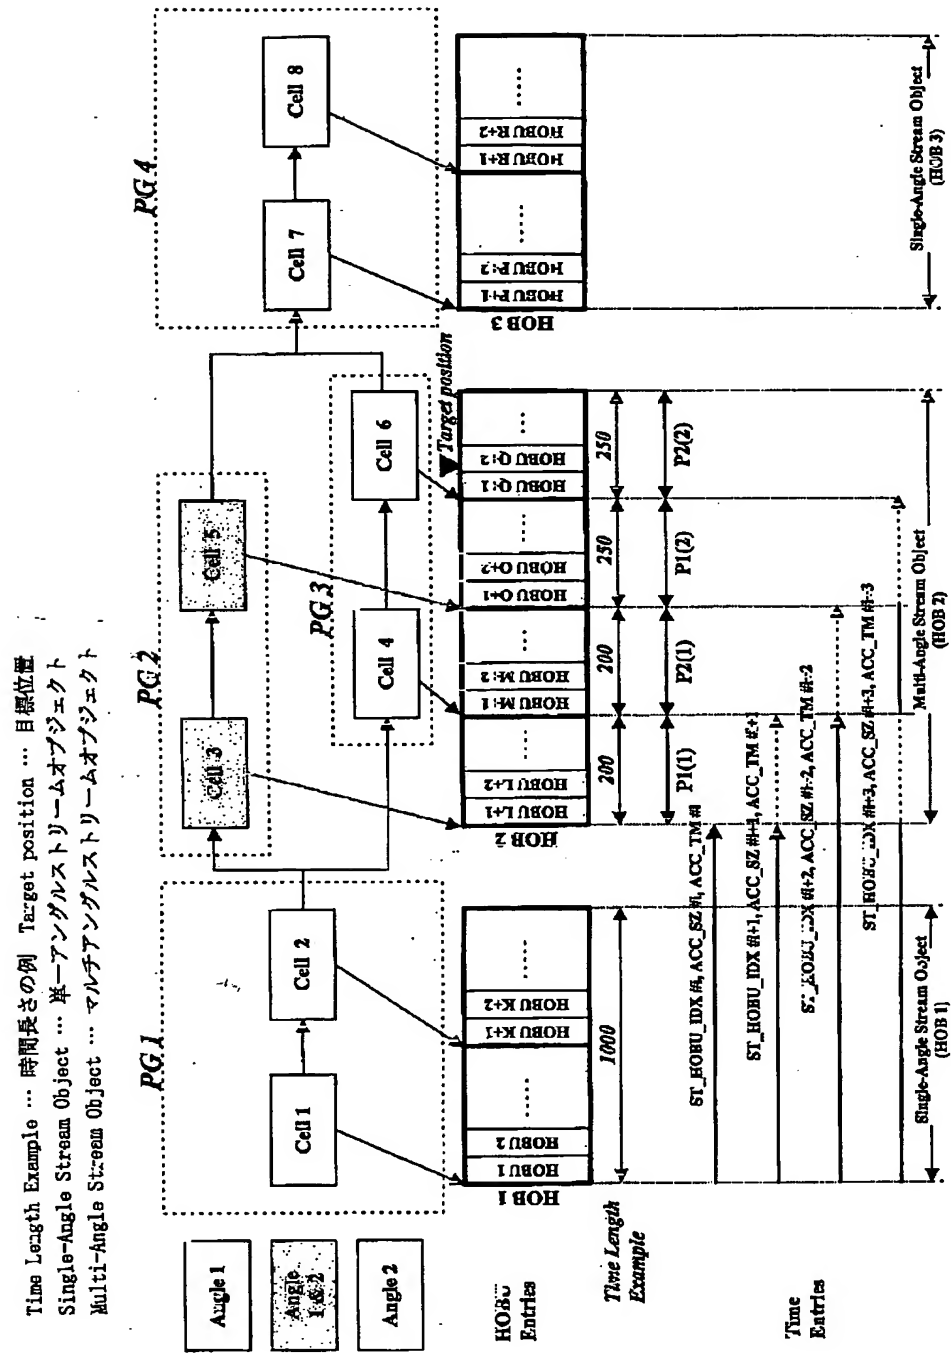 Time Length Example … 時間長さの例 Target position … 目標位置
Single-Angle Stream Object … 単一アングルストリームオブジェクト
Multi-Angle Stream Object … マルチアングルストリームオブジェクト
PG 1
PG 2
PG 3
PG 4
Angle 1
Angle 1 & 2
Angle 2
Cell 1
Cell 2
Cell 3
Cell 5
Cell 4
Cell 6
Cell 7
Cell 8
Target position
HOBU
Entries
HOB 1
HOBU 1
HOBU 2
……
HOBU K+1
HOBU K+2
……
HOB 2
HOBU L+1
HOBU L+2
…
HOBU M+1
HOBU M+2
…
HOBU O+1
HOBU O+2
…
HOBU Q+1
HOBU Q+2
…
HOB 3
HOBU P+1
HOBU P+2
……
HOBU R+1
HOBU R+2
……
Time Length
Example
1000
200
200
250
250
P1(1)
P2(1)
P1(2)
P2(2)
Time
Entries
ST_HOBU_IDX #i, ACC_SZ #i, ACC_TM #i
ST_HOBU_IDX #i+1, ACC_SZ #i+1, ACC_TM #i+1
ST_HOBU_IDX #i+2, ACC_SZ #i+2, ACC_TM #i+2
ST_HOBU_IDX #i+3, ACC_SZ #i+3, ACC_TM #i+3
Single-Angle Stream Object
(HOB 1)
Multi-Angle Stream Object
(HOB 2)
Single-Angle Stream Object
(HOB 3)